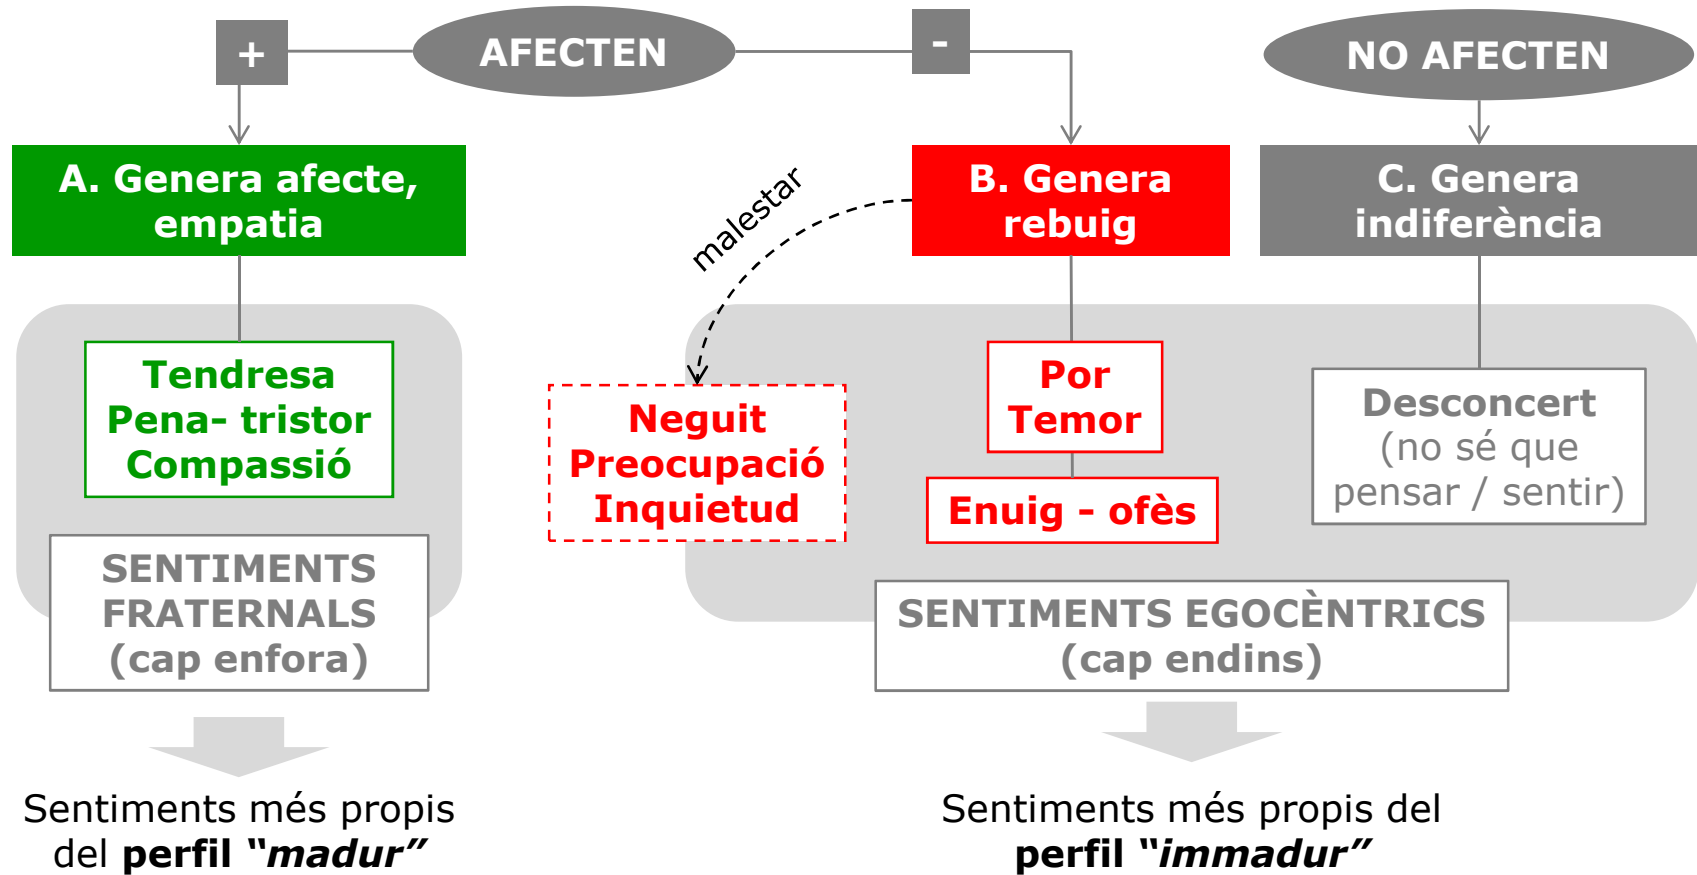 +
AFECTEN
-
NO AFECTEN
A. Genera afecte,
empatia
malestar
B. Genera
rebuig
C. Genera
indiferència
Tendresa
Pena- tristor
Compassió
Neguit
Preocupació
Inquietud
Por
Temor
Enuig - ofès
Desconcert
(no sé que
pensar / sentir)
SENTIMENTS
FRATERNALS
(cap enfora)
SENTIMENTS EGOCÈNTRICS
(cap endins)
Sentiments més propis
del perfil “madur”
Sentiments més propis del
perfil “immadur”